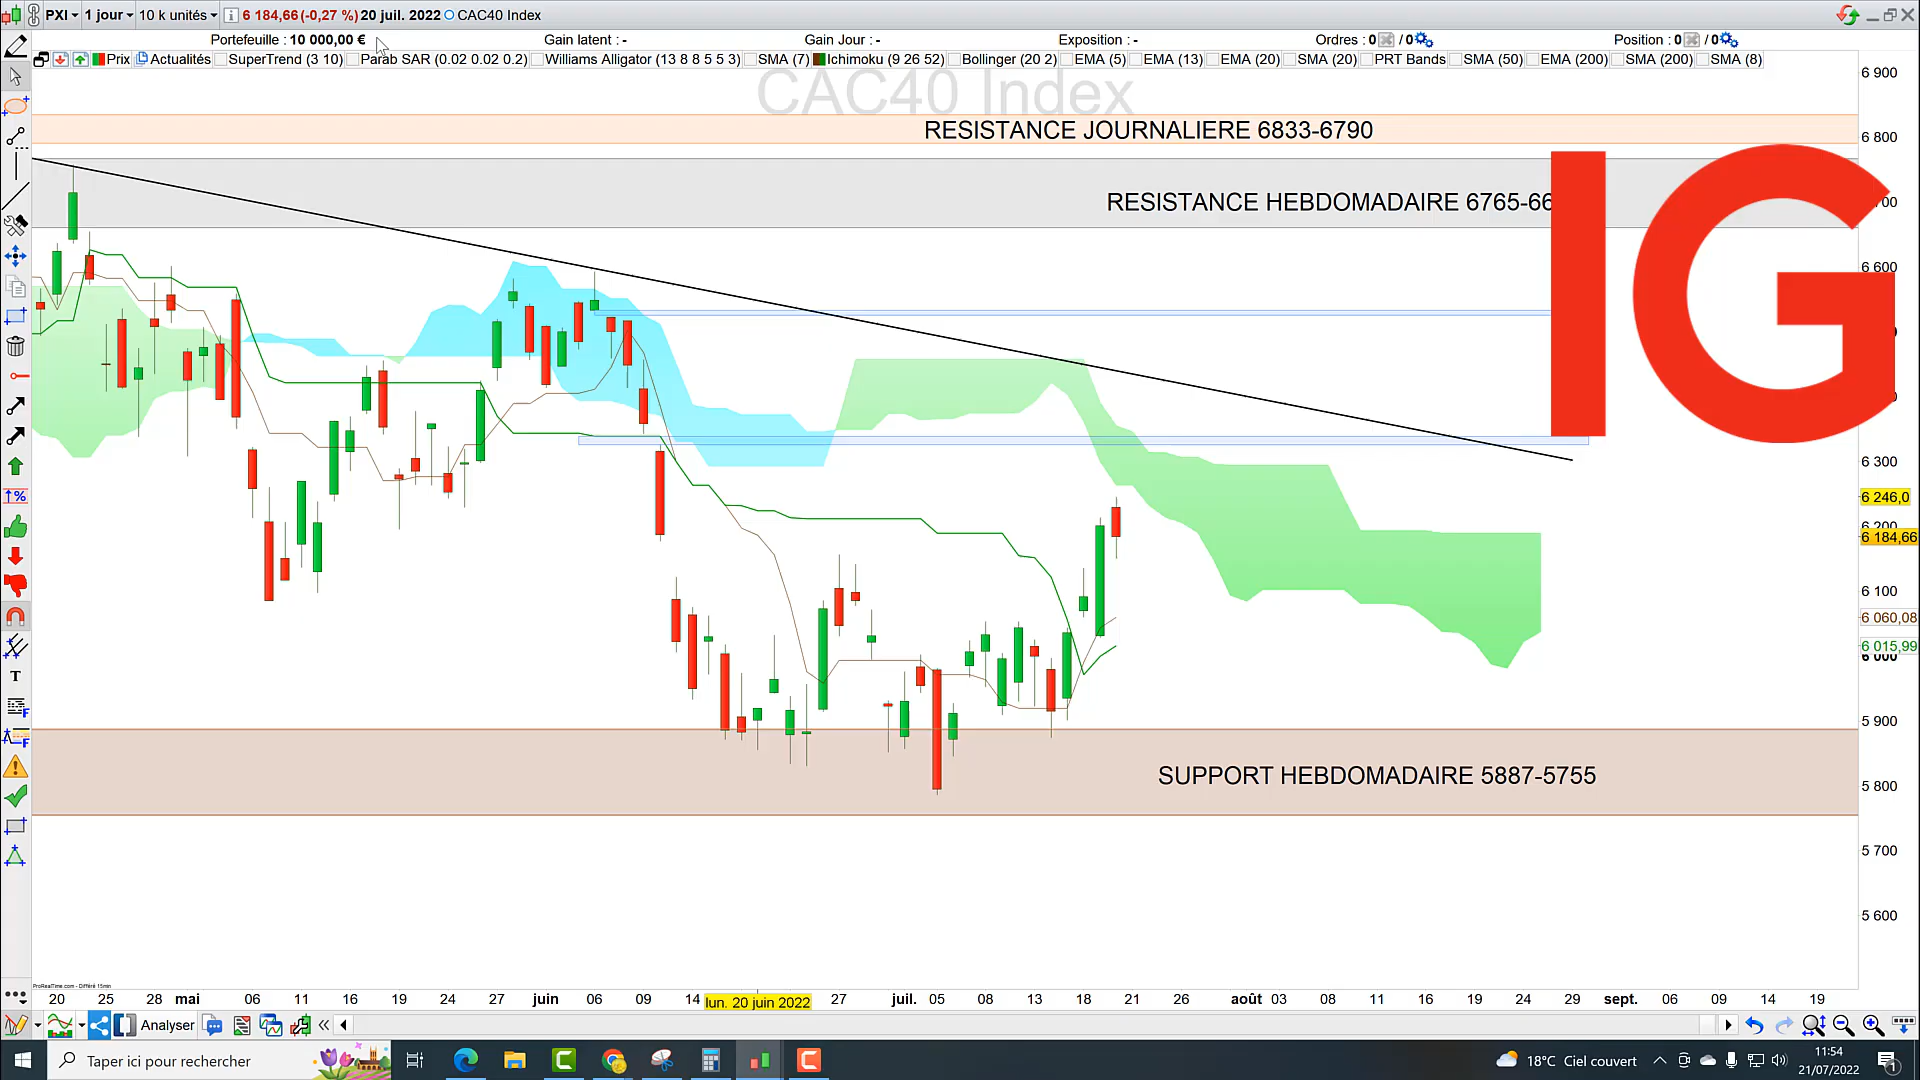 PXI 1 jour 10 k unités 6 184,66 (-0,27 %) 20 juil. 2022 CAC40 Index
Portefeuille : 10 000,00 € Gain latent : - Gain Jour : - Exposition : - Ordres : 0 / 0 Position : 0 / 0
Prix Actualités SuperTrend (3 10) Parab SAR (0.02 0.02 0.2) Williams Alligator (13 8 8 5 5 3) SMA (7) Ichimoku (9 26 52) Bollinger (20 2) EMA (5) EMA (13) EMA (20) SMA (20) PRT Bands SMA (50) EMA (200) SMA (200) SMA (8)
CAC40 Index
RESISTANCE JOURNALIERE 6833-6790
RESISTANCE HEBDOMADAIRE 6765-66
IG
SUPPORT HEBDOMADAIRE 5887-5755
6 900
6 800
6 600
6 300
6 246,0
6 200
6 184,66
6 100
6 060,08
6 015,99
6 000
5 900
5 800
5 700
5 600
ProRealTime.com - Différé 15min
20 25 28 mai 06 11 16 19 24 27 juin 06 09 14 lun. 20 juin 2022 27 juil. 05 08 13 18 21 26 août 03 08 11 16 19 24 29 sept. 06 09 14 19
T
Analyser
Taper ici pour rechercher
18°C Ciel couvert
11:54
21/07/2022
1